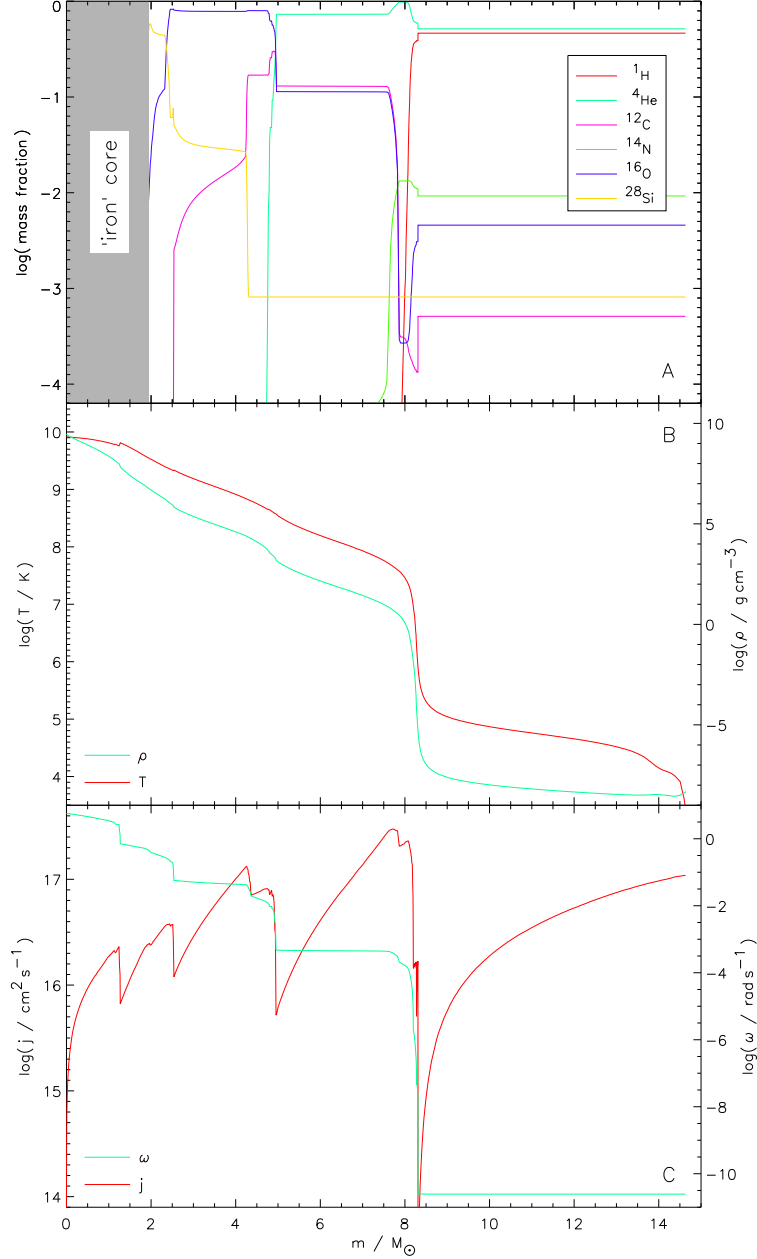 0
-1
-2
-3
-4
log(mass fraction)
'iron' core
¹H
⁴He
¹²C
¹⁴N
¹⁶O
²⁸Si
A
10
9
8
7
6
5
4
log(T / K)
10
5
0
-5
log(ρ / g cm⁻³)
B
ρ
T
17
16
15
14
log(j / cm² s⁻¹)
0
-2
-4
-6
-8
-10
log(ω / rad s⁻¹)
ω
j
C
0 2 4 6 8 10 12 14
m / M☉